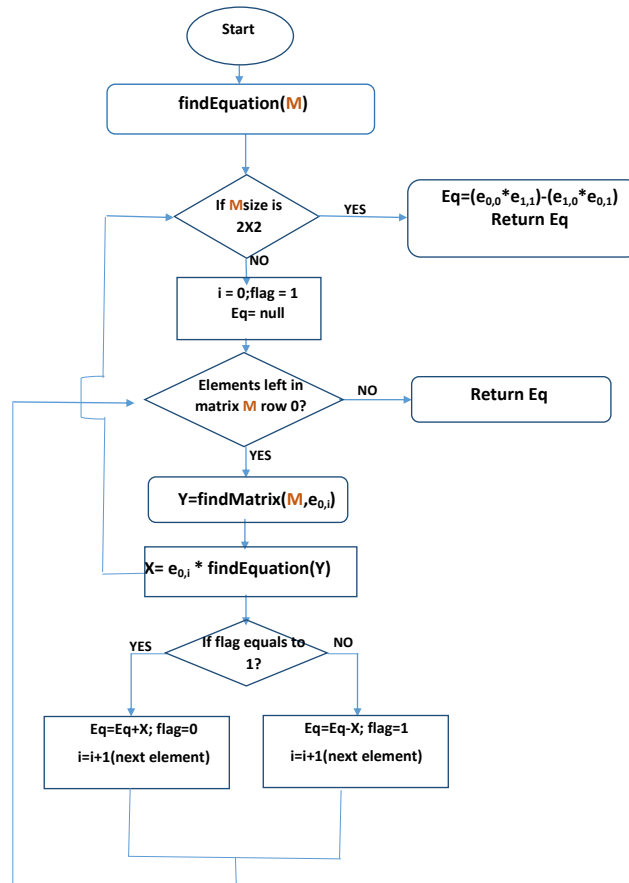 Start
findEquation(M)
If Msize is
2X2
YES
Eq=(e0,0*e1,1)-(e1,0*e0,1)
Return Eq
NO
i = 0;flag = 1
Eq= null
Elements left in
matrix M row 0?
NO
Return Eq
YES
Y=findMatrix(M,e0,i)
X= e0,i * findEquation(Y)
If flag equals to
1?
YES
NO
Eq=Eq+X; flag=0
i=i+1(next element)
Eq=Eq-X; flag=1
i=i+1(next element)